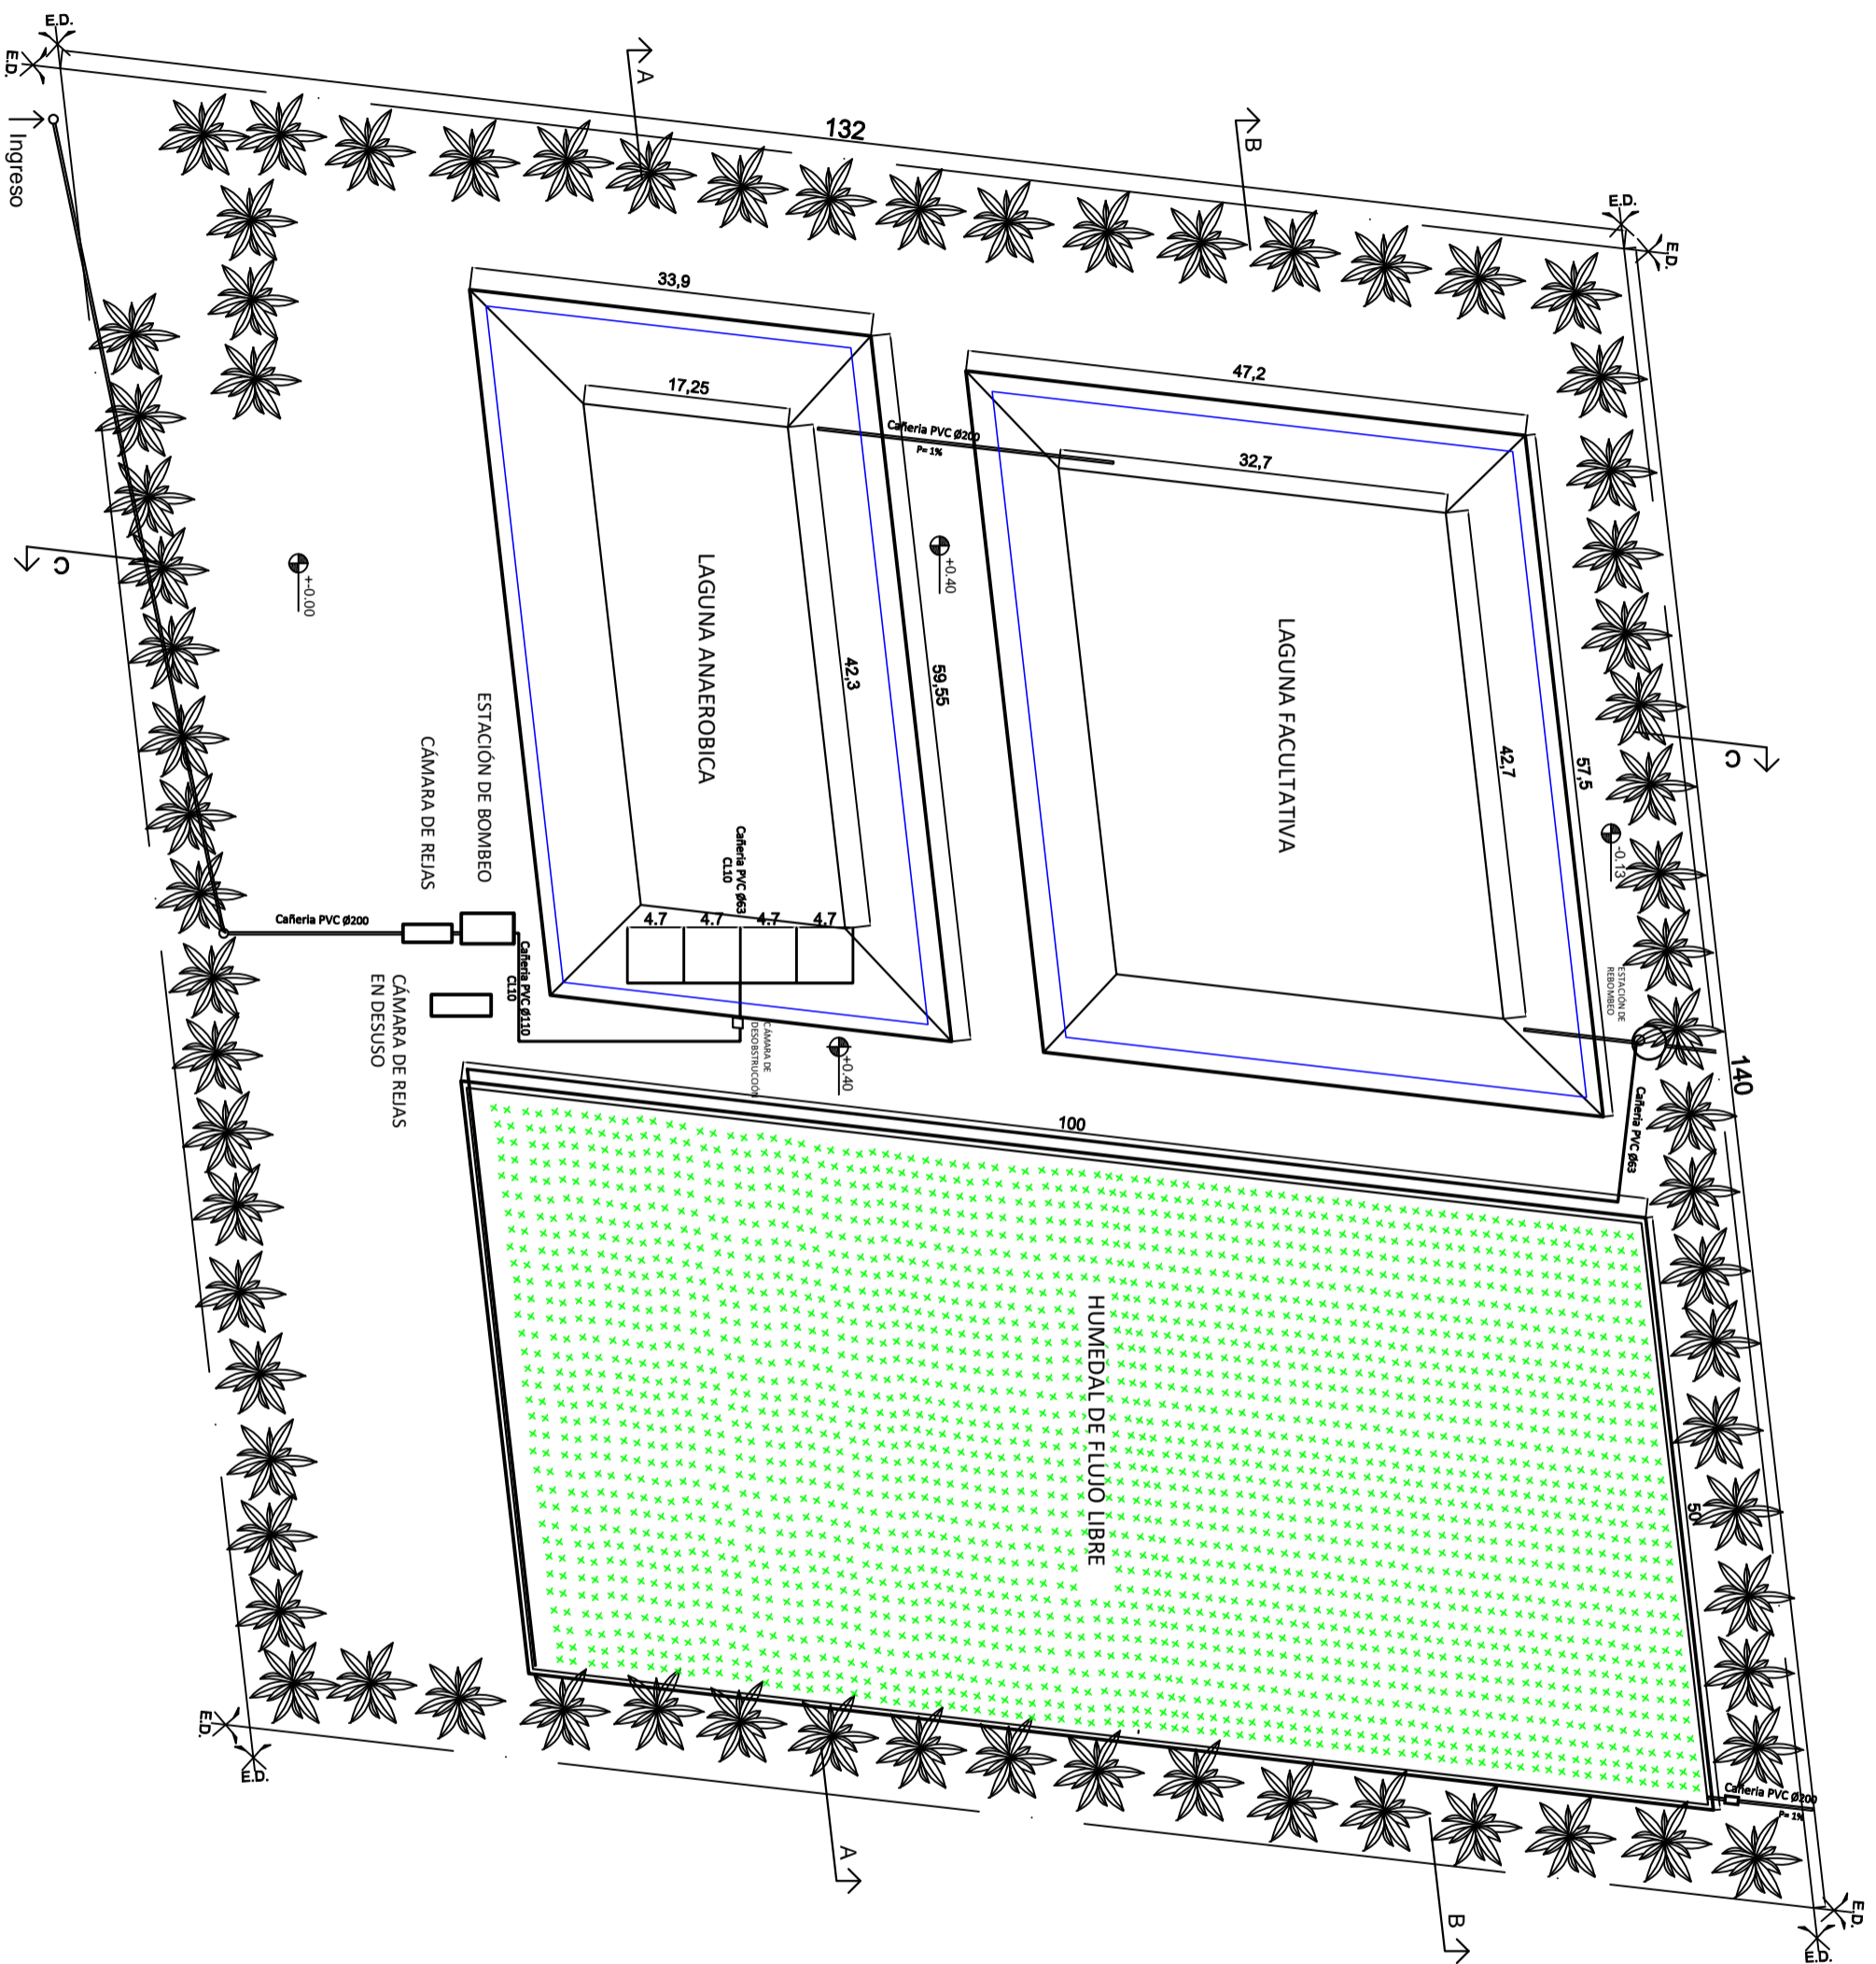 E.D.
E.D.
Ingreso
A
132
B
E.D.
E.D.
33,9
17,25
47,2
Cañeria PVC Ø200
P= 1%
32,7
C
+-0.00
+0.40
LAGUNA ANAEROBICA
42,3
59,55
LAGUNA FACULTATIVA
42,7
57,5
C
-0.13
ESTACIÓN DE BOMBEO
CÁMARA DE REJAS
Cañeria PVC Ø63
CL10
4.7
4.7
4.7
4.7
Cañeria PVC Ø200
Cañeria PVC Ø110
CL10
CÁMARA DE REJAS
EN DESUSO
CÁMARA DE
DESOBSTRUCCIÓN
+0.40
ESTACIÓN DE
REBOMBEO
140
Cañeria PVC Ø63
100
HUMEDAL DE FLUJO LIBRE
50
Cañeria PVC Ø200
P= 1%
E.D.
E.D.
A
B
E.D.
E.D.